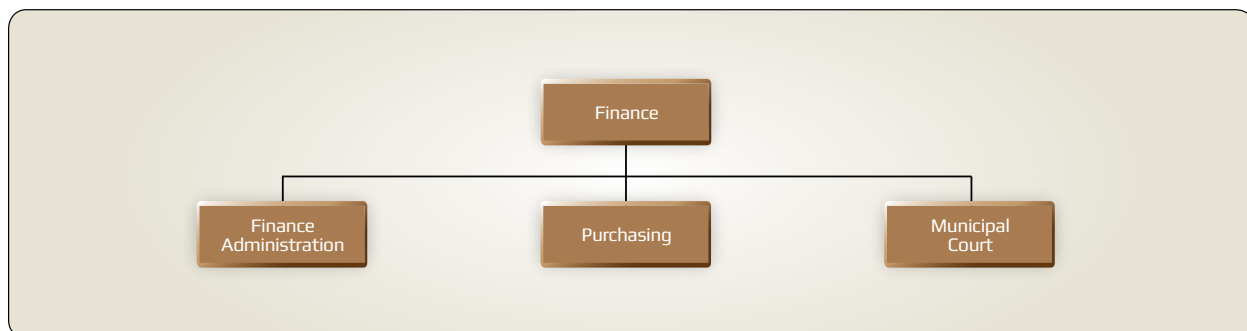 Finance
Finance
Administration
Purchasing
Municipal
Court